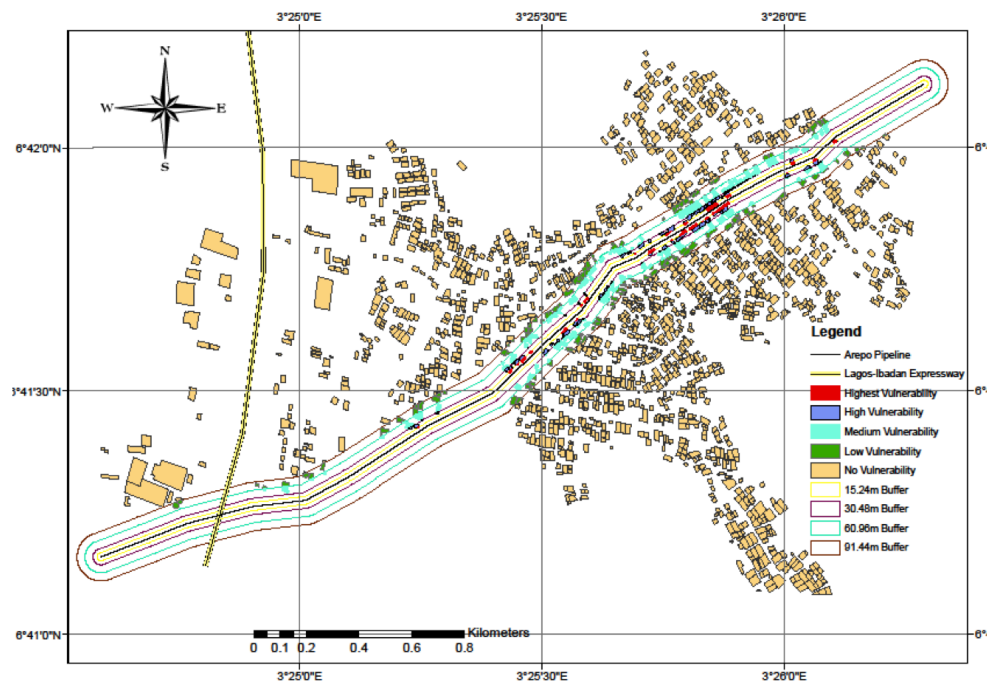 3°25'0"E 3°25'30"E 3°26'0"E
N
W E
S
6°42'0"N 6°4
Legend
Arepo Pipeline
Lagos-Ibadan Expressway
3°41'30"N 6°4
Highest Vulnerability
High Vulnerability
Medium Vulnerability
Low Vulnerability
No Vulnerability
15.24m Buffer
30.48m Buffer
60.96m Buffer
91.44m Buffer
6°41'0"N 6°4
Kilometers
0 0.1 0.2 0.4 0.6 0.8
3°25'0"E 3°25'30"E 3°26'0"E